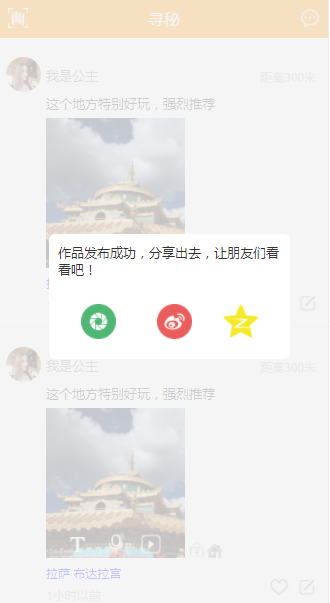 寻秘
我是公主
距离300米
这个地方特别好玩，强烈推荐
作品发布成功，分享出去，让朋友们看
看吧！
我是公主
距离300米
这个地方特别好玩，强烈推荐
T
拉萨 布达拉宫
1小时以前